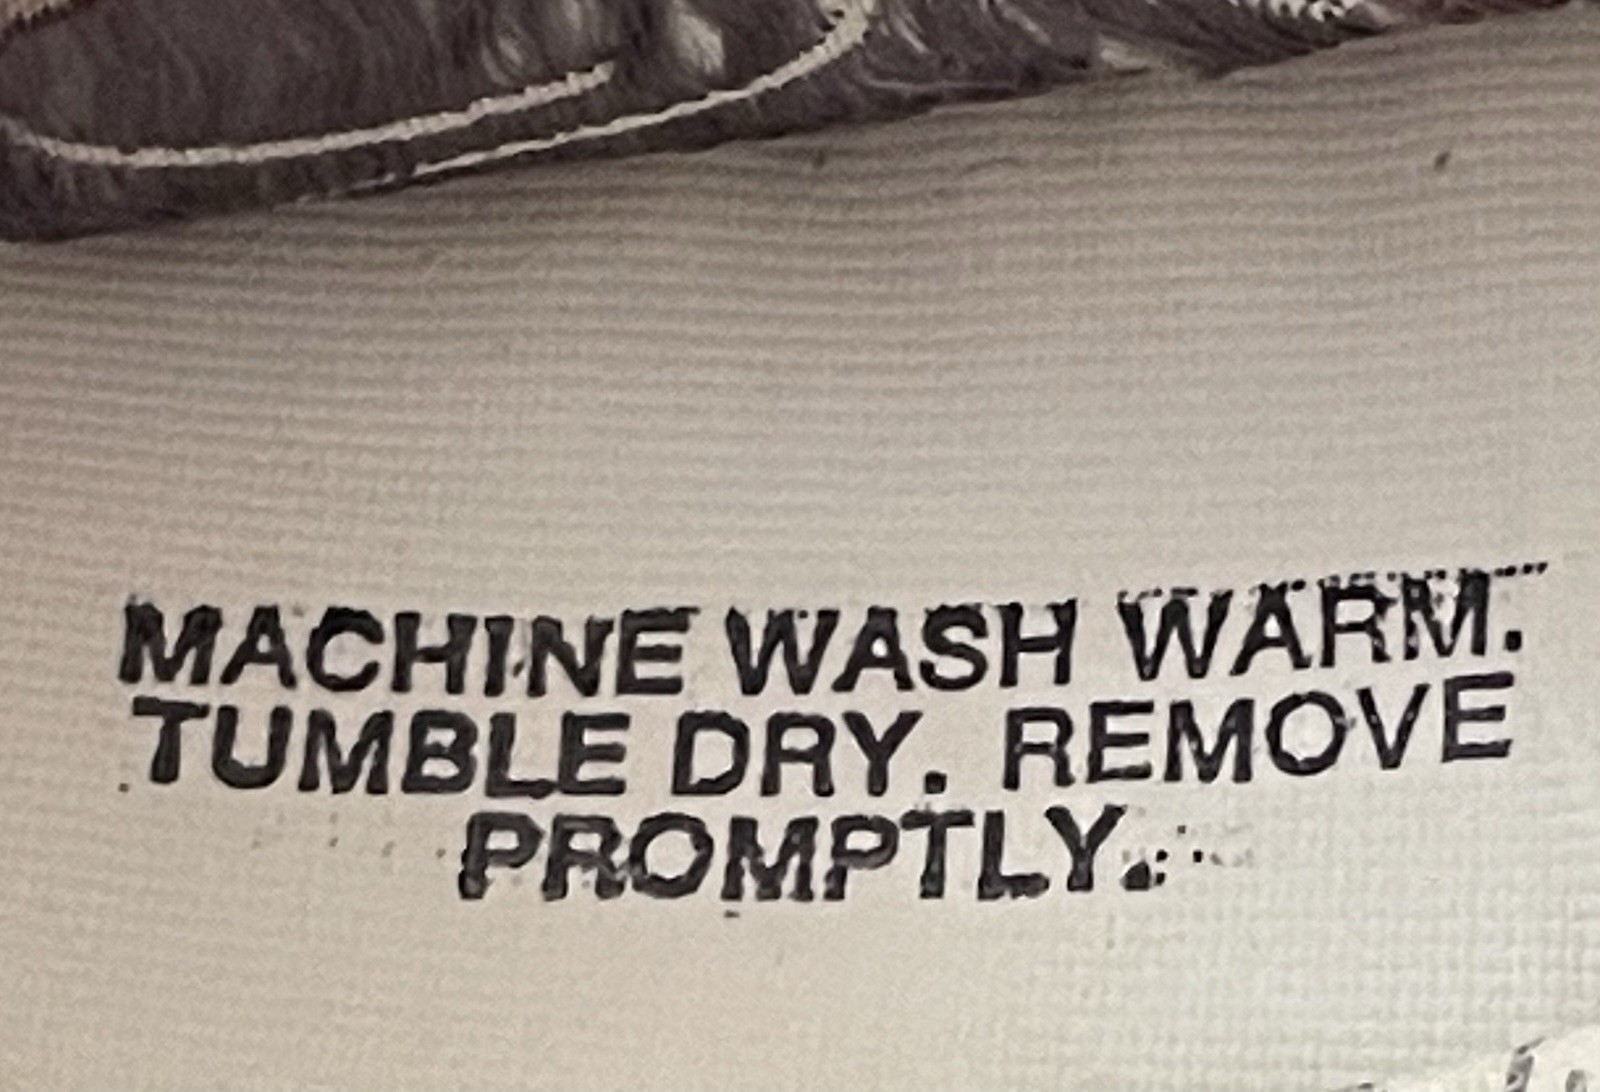 MACHINE WASH WARM.
TUMBLE DRY. REMOVE
PROMPTLY.